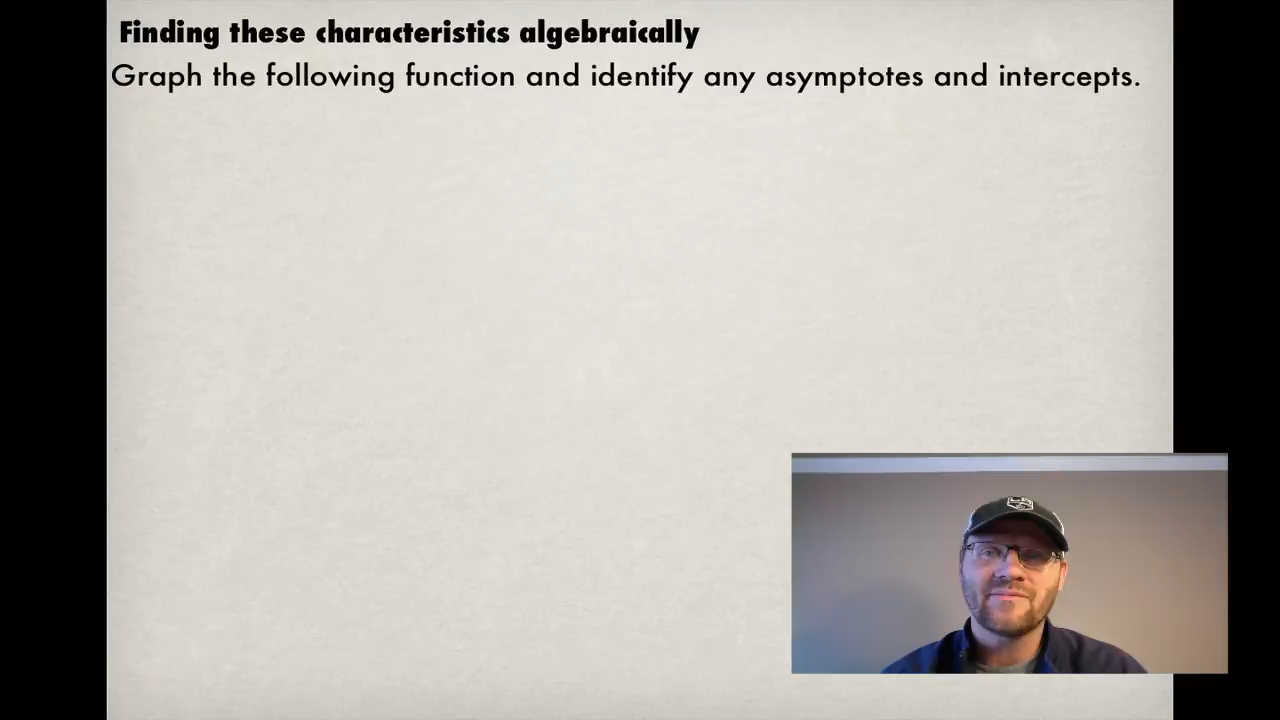 Finding these characteristics algebraically
Graph the following function and identify any asymptotes and intercepts.